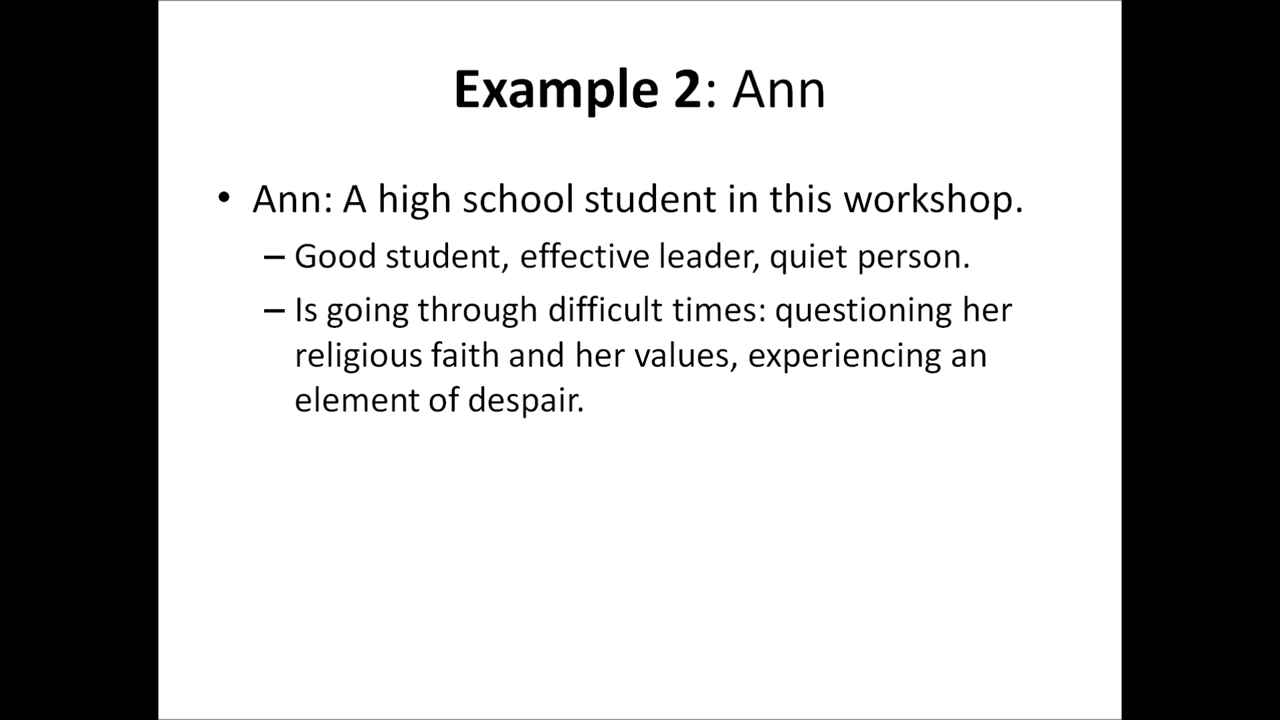 Example 2: Ann
• Ann: A high school student in this workshop.
– Good student, effective leader, quiet person.
– Is going through difficult times: questioning her
religious faith and her values, experiencing an
element of despair.